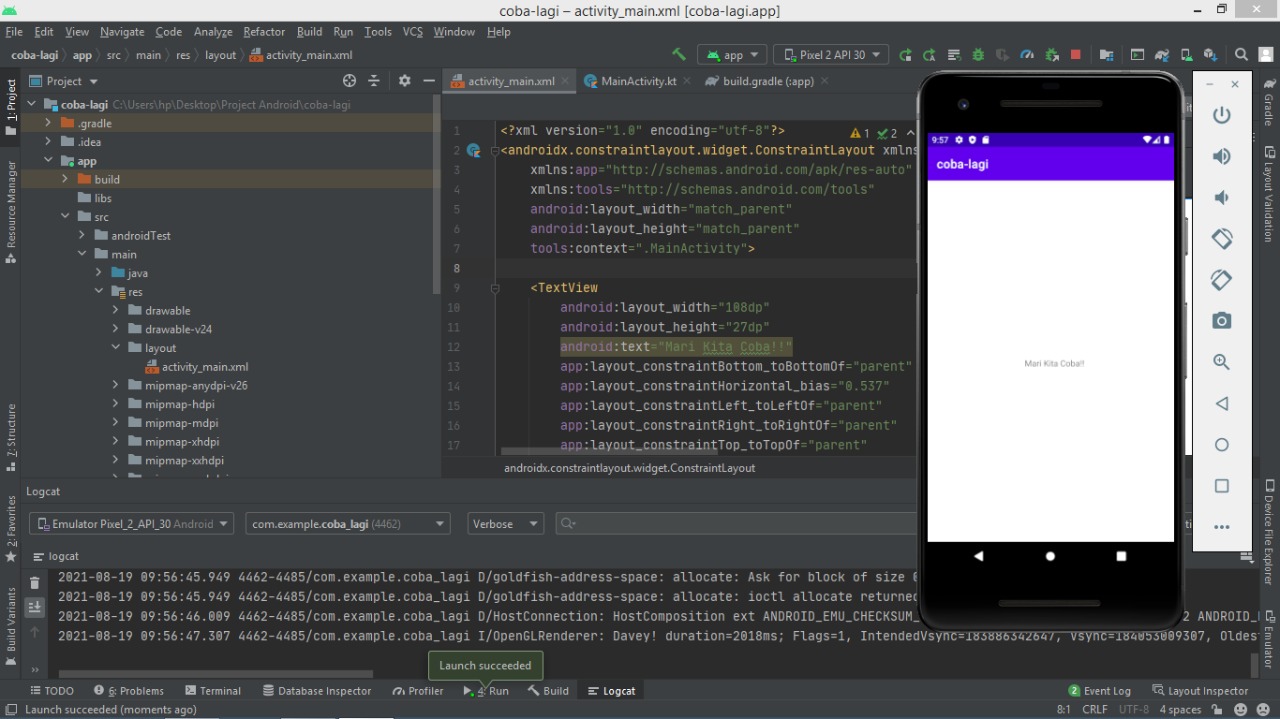 coba-lagi – activity_main.xml [coba-lagi.app]
File Edit View Navigate Code Analyze Refactor Build Run Tools VCS Window Help
coba-lagi app src main res layout activity_main.xml
app Pixel 2 API 30
1: Project
Resource Manager
Z: Structure
2: Favorites
Build Variants
Project
coba-lagi C:\Users\hp\Desktop\Project Android\coba-lagi
.gradle
.idea
app
build
libs
src
androidTest
main
java
res
drawable
drawable-v24
layout
activity_main.xml
mipmap-anydpi-v26
mipmap-hdpi
mipmap-mdpi
mipmap-xhdpi
mipmap-xxhdpi
activity_main.xml MainActivity.kt build.gradle (:app)
1 <?xml version="1.0" encoding="utf-8"?> 1 2
2 <androidx.constraintlayout.widget.ConstraintLayout xmlns
3 xmlns:app="http://schemas.android.com/apk/res-auto"
4 xmlns:tools="http://schemas.android.com/tools"
5 android:layout_width="match_parent"
6 android:layout_height="match_parent"
7 tools:context=".MainActivity">
8
9 <TextView
10 android:layout_width="108dp"
11 android:layout_height="27dp"
12 android:text="Mari Kita Coba!!"
13 app:layout_constraintBottom_toBottomOf="parent"
14 app:layout_constraintHorizontal_bias="0.537"
15 app:layout_constraintLeft_toLeftOf="parent"
16 app:layout_constraintRight_toRightOf="parent"
17 app:layout_constraintTop_toTopOf="parent"
androidx.constraintlayout.widget.ConstraintLayout
9:57
coba-lagi
Mari Kita Coba!!
Gradle
Layout Validation
Device File Explorer
Emulator
Logcat
Emulator Pixel_2_API_30 Android com.example.coba_lagi (4462) Verbose
logcat
2021-08-19 09:56:45.949 4462-4485/com.example.coba_lagi D/goldfish-address-space: allocate: Ask for block of size
2021-08-19 09:56:45.949 4462-4485/com.example.coba_lagi D/goldfish-address-space: allocate: ioctl allocate returned
2021-08-19 09:56:46.009 4462-4485/com.example.coba_lagi D/HostConnection: HostComposition ext ANDROID_EMU_CHECKSUM_ 2 ANDROID_
2021-08-19 09:56:47.307 4462-4485/com.example.coba_lagi I/OpenGLRenderer: Davey! duration=2018ms; Flags=1, IntendedVsync=183886342647, Vsync=184053009307, Oldest
Launch succeeded
TODO 6: Problems Terminal Database Inspector Profiler 4: Run Build Logcat 2 Event Log Layout Inspector
Launch succeeded (moments ago) 8:1 CRLF UTF-8 4 spaces